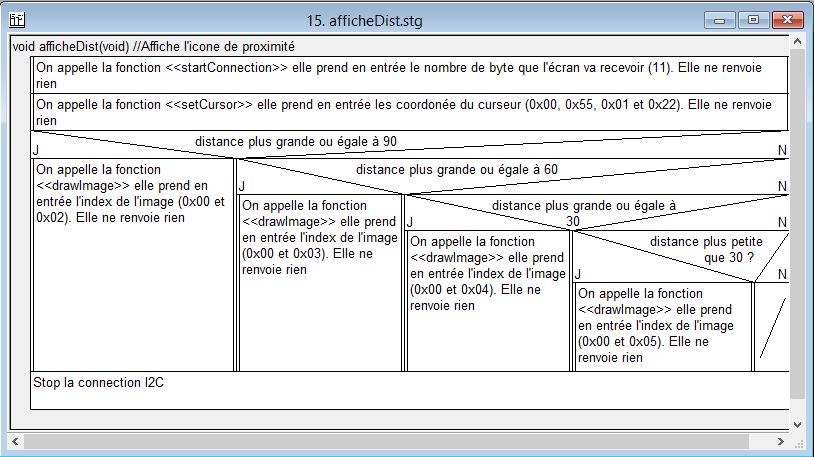 15. afficheDist.stg
void afficheDist(void) //Affiche l'icone de proximité
On appelle la fonction <<startConnection>> elle prend en entrée le nombre de byte que l'écran va recevoir (11). Elle ne renvoie
rien
On appelle la fonction <<setCursor>> elle prend en entrée les coordonée du curseur (0x00, 0x55, 0x01 et 0x22). Elle ne renvoie
rien
distance plus grande ou égale à 90
J
N
On appelle la fonction
<<drawImage>> elle prend en
entrée l'index de l'image (0x00 et
0x02). Elle ne renvoie rien
distance plus grande ou égale à 60
J
N
On appelle la fonction
<<drawImage>> elle prend
en entrée l'index de l'image
(0x00 et 0x03). Elle ne
renvoie rien
distance plus grande ou égale à
30
J
N
On appelle la fonction
<<drawImage>> elle prend
en entrée l'index de l'image
(0x00 et 0x04). Elle ne
renvoie rien
distance plus petite
que 30 ?
J
N
On appelle la fonction
<<drawImage>> elle prend
en entrée l'index de l'image
(0x00 et 0x05). Elle ne
renvoie rien
Stop la connection I2C